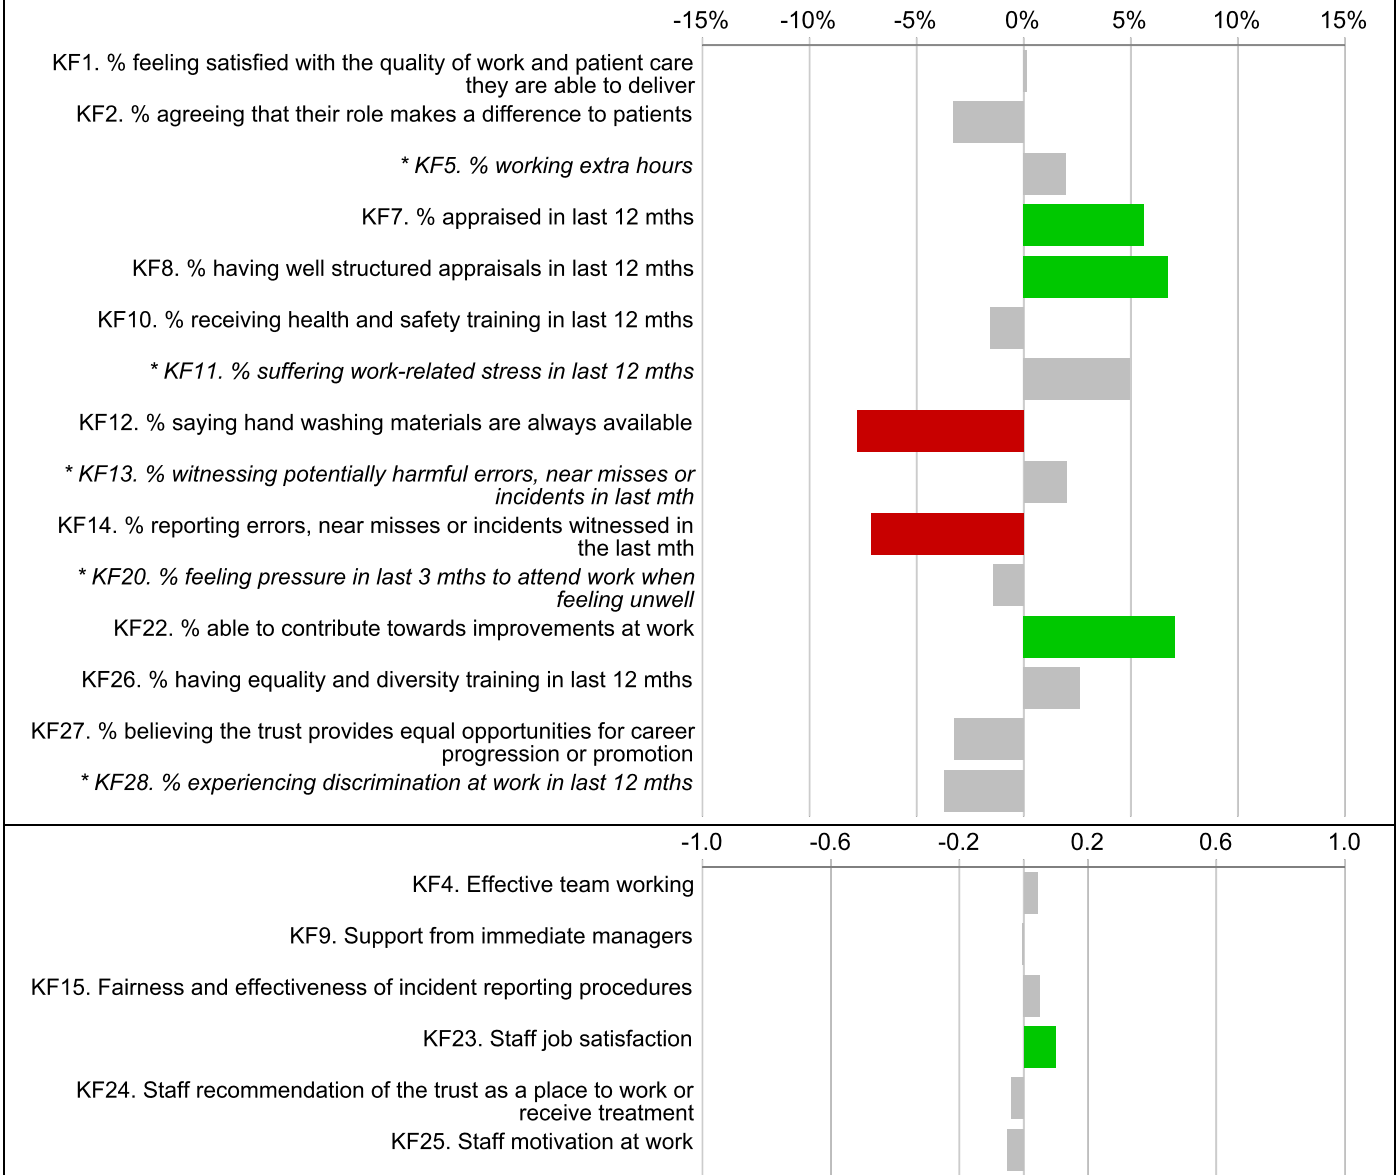 -15% -10% -5% 0% 5% 10% 15%
KF1. % feeling satisfied with the quality of work and patient care
they are able to deliver
KF2. % agreeing that their role makes a difference to patients
* KF5. % working extra hours
KF7. % appraised in last 12 mths
KF8. % having well structured appraisals in last 12 mths
KF10. % receiving health and safety training in last 12 mths
* KF11. % suffering work-related stress in last 12 mths
KF12. % saying hand washing materials are always available
* KF13. % witnessing potentially harmful errors, near misses or
incidents in last mth
KF14. % reporting errors, near misses or incidents witnessed in
the last mth
* KF20. % feeling pressure in last 3 mths to attend work when
feeling unwell
KF22. % able to contribute towards improvements at work
KF26. % having equality and diversity training in last 12 mths
KF27. % believing the trust provides equal opportunities for career
progression or promotion
* KF28. % experiencing discrimination at work in last 12 mths
-1.0 -0.6 -0.2 0.2 0.6 1.0
KF4. Effective team working
KF9. Support from immediate managers
KF15. Fairness and effectiveness of incident reporting procedures
KF23. Staff job satisfaction
KF24. Staff recommendation of the trust as a place to work or
receive treatment
KF25. Staff motivation at work